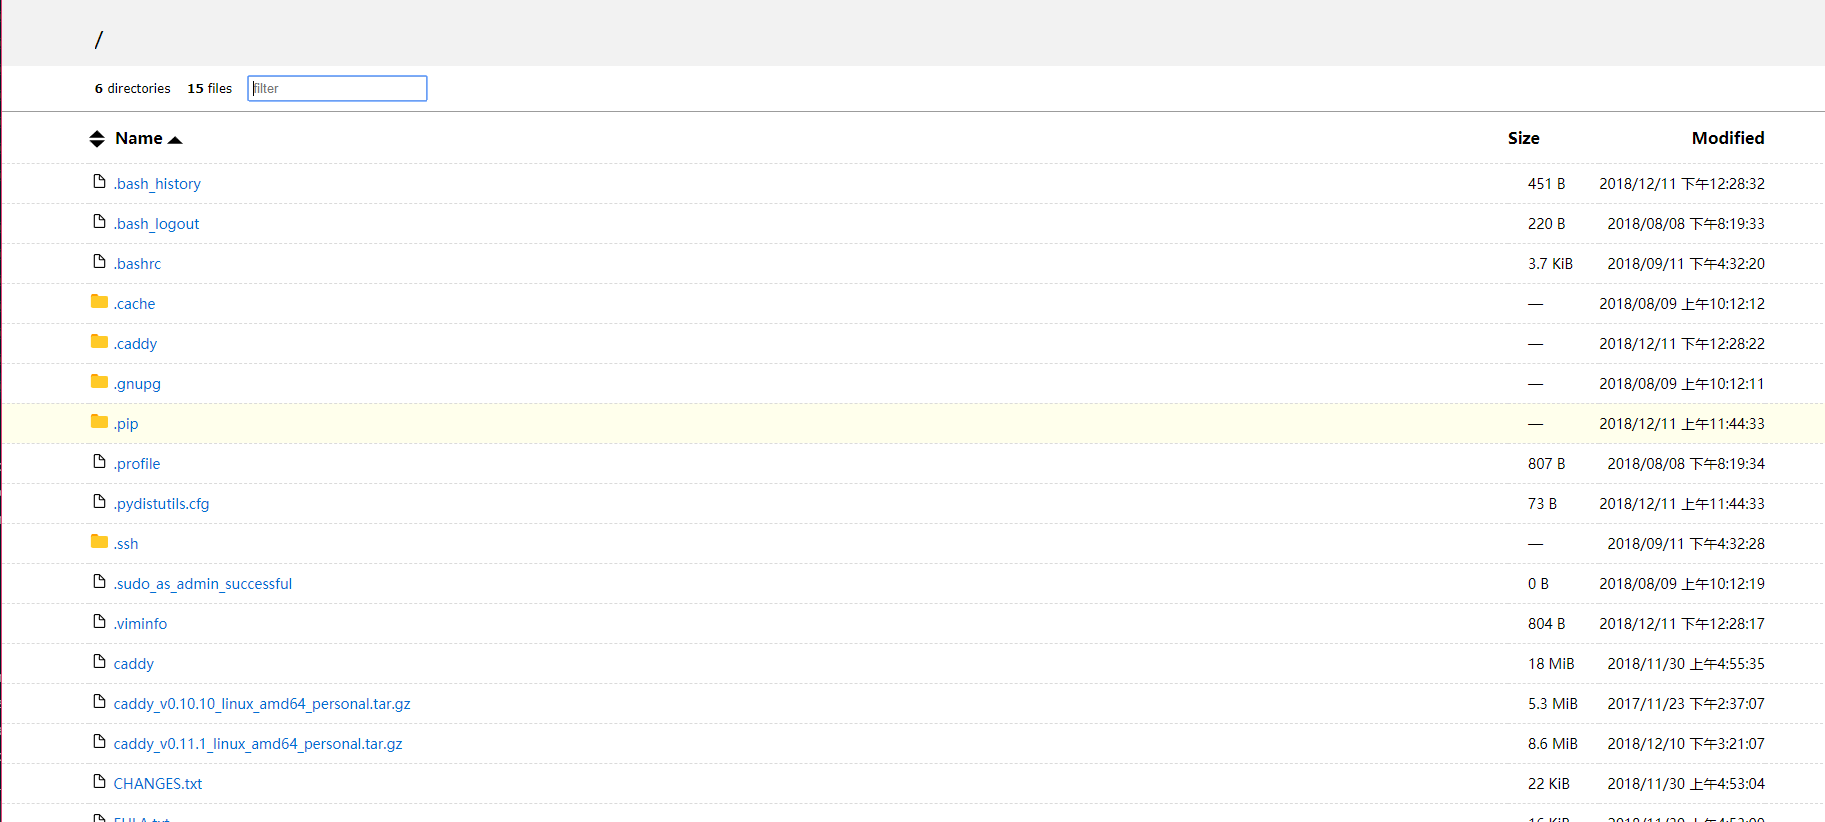 /
6 directories 15 files filter
Name Size Modified
.bash_history 451 B 2018/12/11 下午12:28:32
.bash_logout 220 B 2018/08/08 下午8:19:33
.bashrc 3.7 KiB 2018/09/11 下午4:32:20
.cache — 2018/08/09 上午10:12:12
.caddy — 2018/12/11 下午12:28:22
.gnupg — 2018/08/09 上午10:12:11
.pip — 2018/12/11 上午11:44:33
.profile 807 B 2018/08/08 下午8:19:34
.pydistutils.cfg 73 B 2018/12/11 上午11:44:33
.ssh — 2018/09/11 下午4:32:28
.sudo_as_admin_successful 0 B 2018/08/09 上午10:12:19
.viminfo 804 B 2018/12/11 下午12:28:17
caddy 18 MiB 2018/11/30 上午4:55:35
caddy_v0.10.10_linux_amd64_personal.tar.gz 5.3 MiB 2017/11/23 下午2:37:07
caddy_v0.11.1_linux_amd64_personal.tar.gz 8.6 MiB 2018/12/10 下午3:21:07
CHANGES.txt 22 KiB 2018/11/30 上午4:53:04